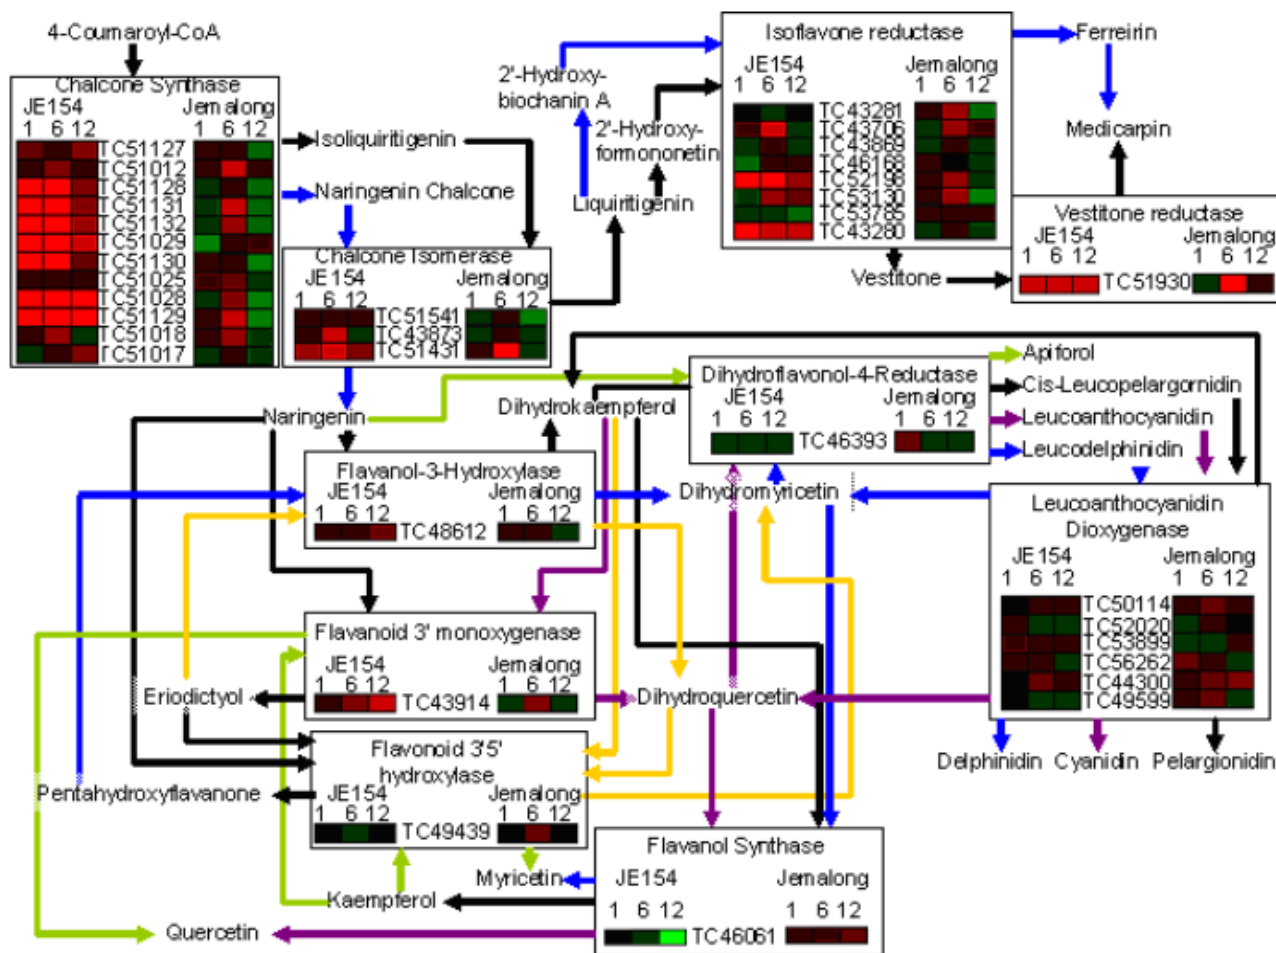 4-Coumaroyl-CoA
Chalcone Synthase
JE154 Jemalong
1 6 12 1 6 12
TC51127
TC51012
TC51128
TC51131
TC51132
TC51029
TC51130
TC51025
TC51028
TC51129
TC51018
TC51017
Isoliquiritigenin
Naringenin Chalcone
Chalcone Isomerase
JE154 Jemalong
1 6 12 1 6 12
TC51541
TC43873
TC51431
2'-Hydroxy-
biochanin A
2'-Hydroxy-
formononetin
Liquiritigenin
Isoflavone reductase
JE154 Jemalong
1 6 12 1 6 12
TC43281
TC43706
TC43869
TC46168
TC52198
TC53130
TC53785
TC43280
Ferreirin
Medicarpin
Vestitone
Vestitone reductase
JE154 Jemalong
1 6 12 1 6 12
TC51930
Naringenin
Dihydrokaempferol
Dihydroflavonol-4-Reductase
JE154 Jemalong
1 6 12 1 6 12
TC46393
Apiforol
Cis-Leucopelargornidin
Leucoanthocyanidin
Leucodelphinidin
Flavanol-3-Hydroxylase
JE154 Jemalong
1 6 12 1 6 12
TC48612
Dihydromyricetin
Leucoanthocyanidin
Dioxygenase
JE154 Jemalong
1 6 12 1 6 12
TC50114
TC52020
TC53899
TC56262
TC44300
TC49599
Flavanoid 3' monoxygenase
JE154 Jemalong
1 6 12 1 6 12
TC43914
Eriodictyol
Dihydroquercetin
Flavonoid 3'5'
hydroxylase
JE154 Jemalong
1 6 12 1 6 12
TC49439
Pentahydroxyflavanone
Delphinidin Cyanidin Pelargionidin
Flavanol Synthase
JE154 Jemalong
1 6 12 1 6 12
TC46061
Myricetin
Kaempferol
Quercetin